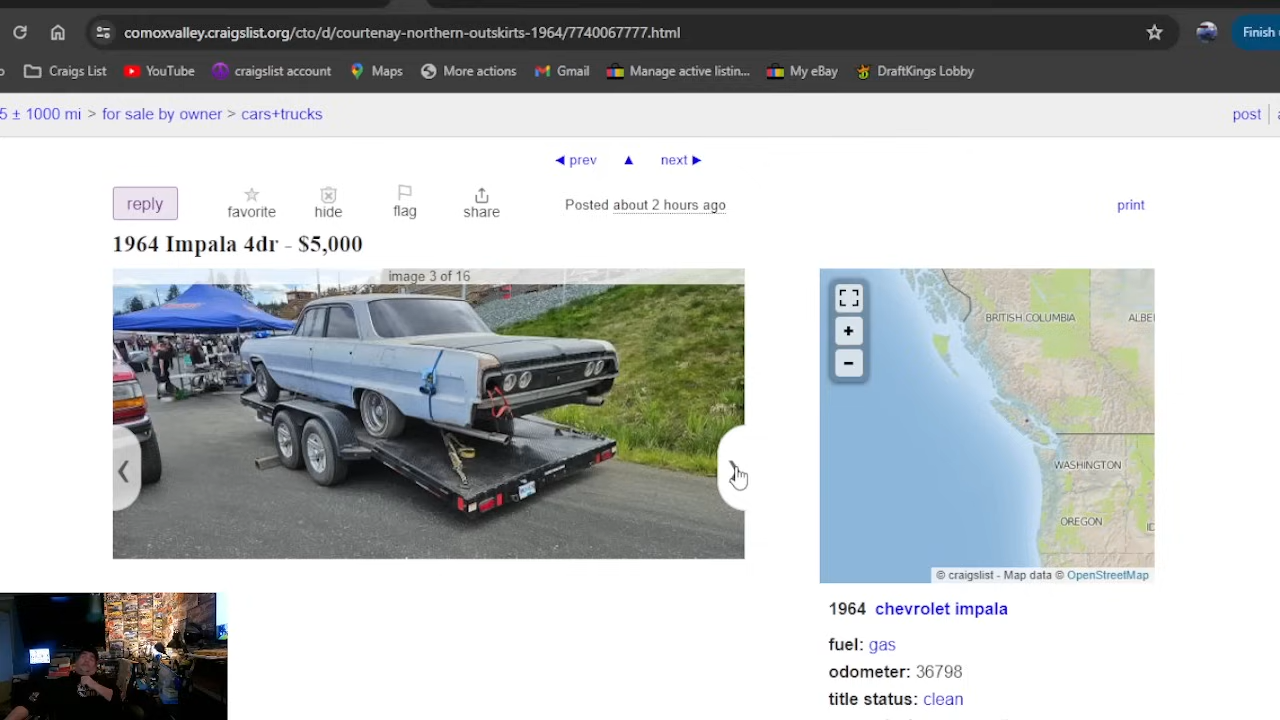 comoxvalley.craigslist.org/cto/d/courtenay-northern-outskirts-1964/7740067777.html
Finish
Craigs List YouTube craigslist account Maps More actions Gmail Manage active listin... My eBay DraftKings Lobby
5 ± 1000 mi > for sale by owner > cars+trucks
post
◀ prev ▲ next ▶
reply favorite hide flag share Posted about 2 hours ago print
1964 Impala 4dr - $5,000
image 3 of 16
BRITISH COLUMBIA
ALBE
+
−
WASHINGTON
OREGON
ID
© craigslist - Map data © OpenStreetMap
1964 chevrolet impala
fuel: gas
odometer: 36798
title status: clean